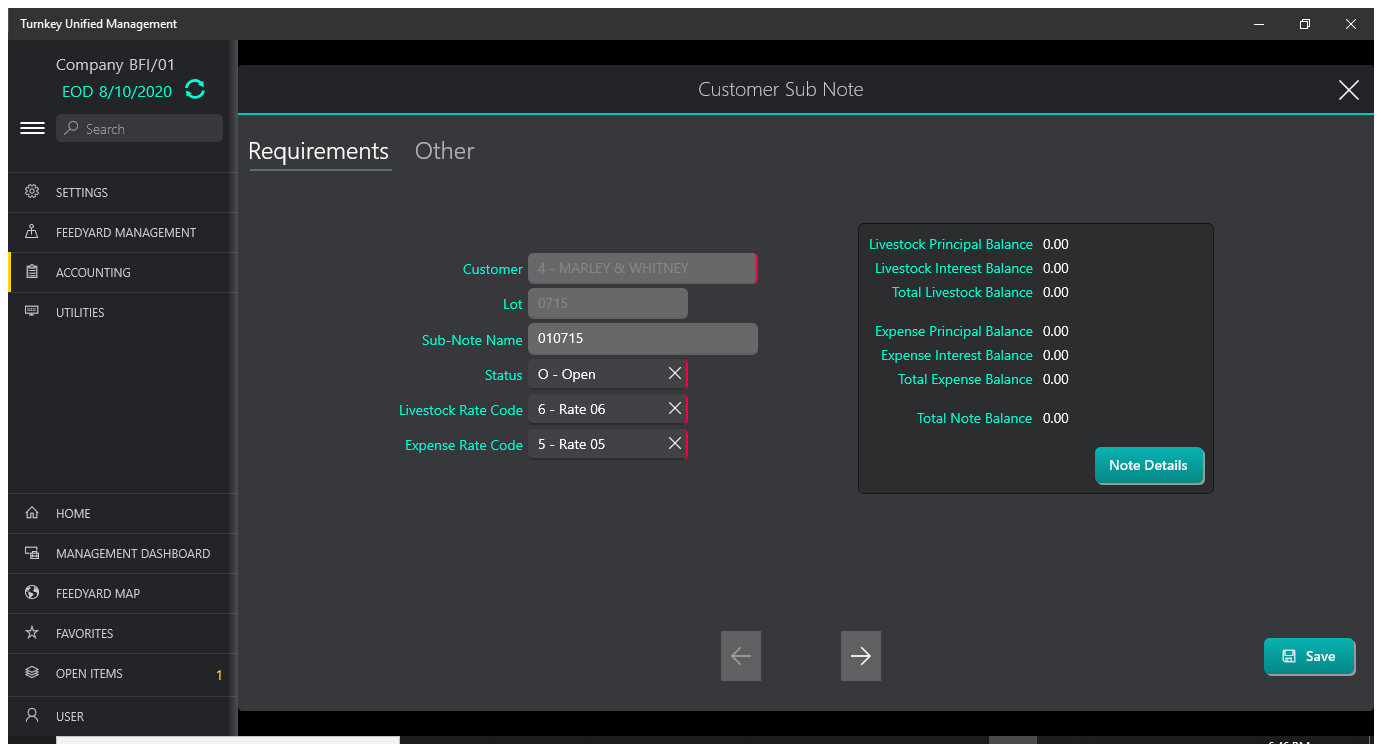 Turnkey Unified Management
Company BFI/01
EOD 8/10/2020
Search
SETTINGS
FEEDYARD MANAGEMENT
ACCOUNTING
UTILITIES
HOME
MANAGEMENT DASHBOARD
FEEDYARD MAP
FAVORITES
OPEN ITEMS 1
USER
Customer Sub Note
Requirements Other
Customer 4 - MARLEY & WHITNEY
Lot 0715
Sub-Note Name 010715
Status O - Open
Livestock Rate Code 6 - Rate 06
Expense Rate Code 5 - Rate 05
Livestock Principal Balance 0.00
Livestock Interest Balance 0.00
Total Livestock Balance 0.00
Expense Principal Balance 0.00
Expense Interest Balance 0.00
Total Expense Balance 0.00
Total Note Balance 0.00
Note Details
Save